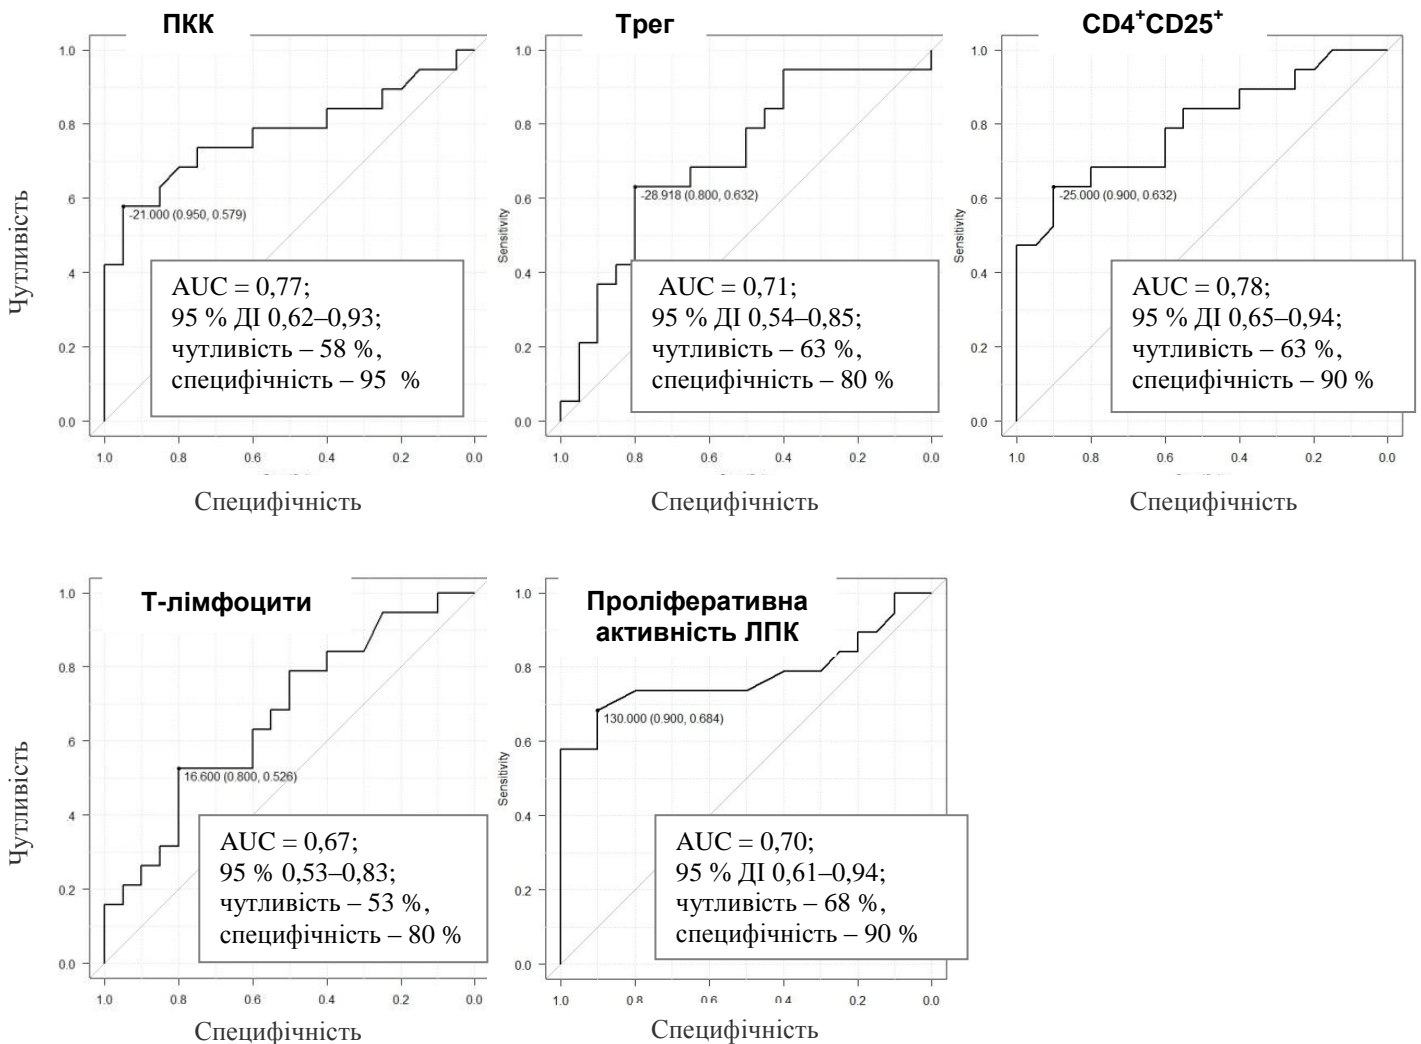 ПКК
Чутливість
1.0
0.8
6
4
0.2
0.0
-21.000 (0.950, 0.579)
AUC = 0,77;
95 % ДІ 0,62–0,93;
чутливість – 58 %,
специфічність – 95 %
1.0 0.8 0.6 0.4 0.2 0.0
Специфічність
Трег
Sensitivity
1.0
0.8
0.6
0.4
0.2
0.0
-28.918 (0.800, 0.632)
AUC = 0,71;
95 % ДІ 0,54–0,85;
чутливість – 63 %,
специфічність – 80 %
1.0 0.8 0.6 0.4 0.2 0.0
Специфічність
CD4⁺CD25⁺
Sensitivity
1.0
0.8
0.6
0.4
0.2
0.0
-25.000 (0.900, 0.632)
AUC = 0,78;
95 % ДІ 0,65–0,94;
чутливість – 63 %,
специфічність – 90 %
1.0 0.8 0.6 0.4 0.2 0.0
Специфічність
Т-лімфоцити
Чутливість
1.0
0.8
6
4
0.2
0.0
16.600 (0.800, 0.526)
AUC = 0,67;
95 % 0,53–0,83;
чутливість – 53 %,
специфічність – 80 %
1.0 0.8 0.6 0.4 0.2 0.0
Специфічність
Проліферативна
активність ЛПК
Sensitivity
1.0
0.8
0.6
0.4
0.2
0.0
130.000 (0.900, 0.684)
AUC = 0,70;
95 % ДІ 0,61–0,94;
чутливість – 68 %,
специфічність – 90 %
1.0 0.8 0.6 0.4 0.2 0.0
Специфічність